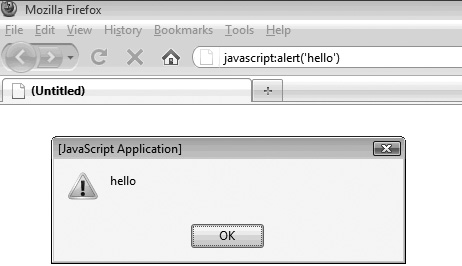 Mozilla Firefox
File Edit View History Bookmarks Tools Help
javascript:alert('hello')
(Untitled)
[JavaScript Application]
hello
OK